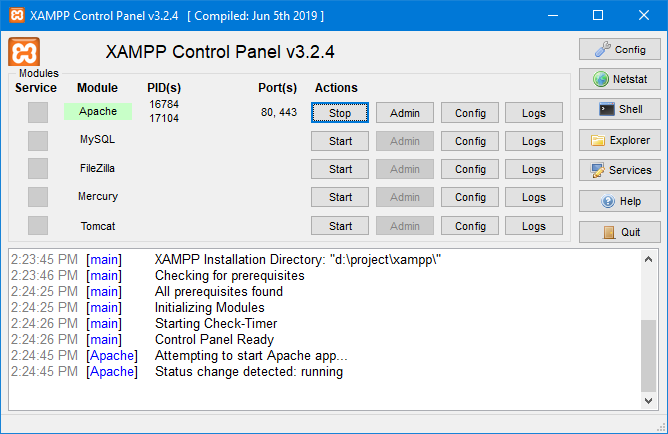 XAMPP Control Panel v3.2.4 [ Compiled: Jun 5th 2019 ]
XAMPP Control Panel v3.2.4
Config
Modules
Service Module PID(s) Port(s) Actions
Netstat
Apache 16784 17104 80, 443 Stop Admin Config Logs
Shell
MySQL Start Admin Config Logs
Explorer
FileZilla Start Admin Config Logs
Services
Mercury Start Admin Config Logs
Help
Tomcat Start Admin Config Logs
Quit
2:23:45 PM [main] XAMPP Installation Directory: "d:\project\xampp\"
2:23:46 PM [main] Checking for prerequisites
2:24:25 PM [main] All prerequisites found
2:24:25 PM [main] Initializing Modules
2:24:26 PM [main] Starting Check-Timer
2:24:26 PM [main] Control Panel Ready
2:24:45 PM [Apache] Attempting to start Apache app...
2:24:45 PM [Apache] Status change detected: running